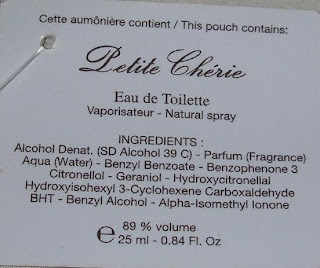 Cette aumônière contient / This pouch contains:
Petite Chérie
Eau de Toilette
Vaporisateur - Natural spray
INGREDIENTS :
Alcohol Denat. (SD Alcohol 39 C) - Parfum (Fragrance)
Aqua (Water) - Benzyl Benzoate - Benzophenone 3
Citronellol - Geraniol - Hydroxycitronellal
Hydroxyisohexyl 3-Cyclohexene Carboxaldehyde
BHT - Benzyl Alcohol - Alpha-Isomethyl Ionone
89 % volume
℮ 25 ml - 0.84 Fl. Oz